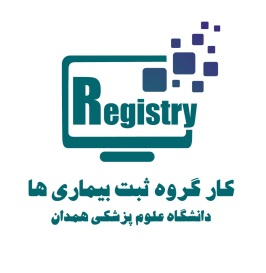 Registry
کار گروه ثبت بیماری ها
دانشگاه علوم پزشکی همدان